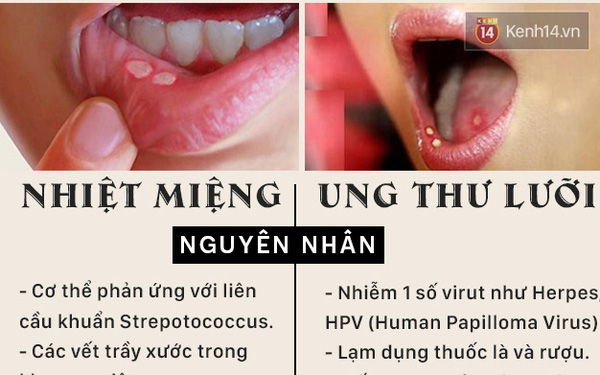 KENH 14
Kenh14.vn
NHIỆT MIỆNG
UNG THƯ LƯỠI
NGUYÊN NHÂN
- Cơ thể phản ứng với liên
cầu khuẩn Strepotococcus.
- Các vết trầy xước trong
- Nhiễm 1 số virut như Herpes,
HPV (Human Papilloma Virus)
- Lạm dụng thuốc là và rượu.